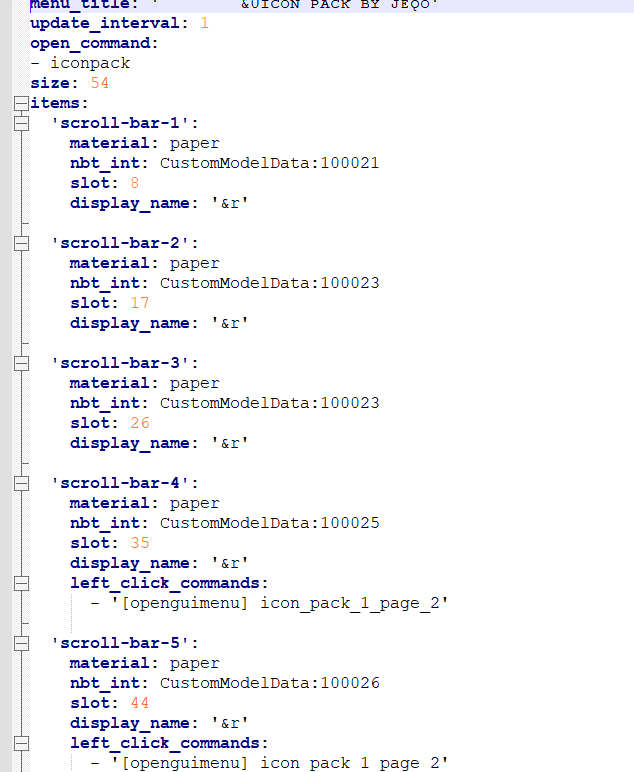 menu_title: '        &UICON PACK BY JEQO'
update_interval: 1
open_command:
- iconpack
size: 54
items:
  'scroll-bar-1':
    material: paper
    nbt_int: CustomModelData:100021
    slot: 8
    display_name: '&r'
  'scroll-bar-2':
    material: paper
    nbt_int: CustomModelData:100023
    slot: 17
    display_name: '&r'
  'scroll-bar-3':
    material: paper
    nbt_int: CustomModelData:100023
    slot: 26
    display_name: '&r'
  'scroll-bar-4':
    material: paper
    nbt_int: CustomModelData:100025
    slot: 35
    display_name: '&r'
    left_click_commands:
      - '[openguimenu] icon_pack_1_page_2'
  'scroll-bar-5':
    material: paper
    nbt_int: CustomModelData:100026
    slot: 44
    display_name: '&r'
    left_click_commands:
      - '[openguimenu] icon_pack_1_page_2'